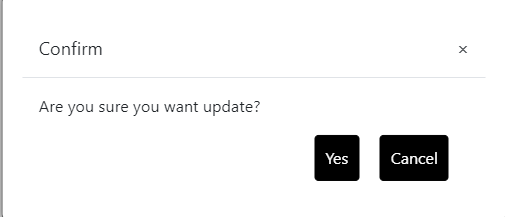 Confirm ×
Are you sure you want update?
Yes Cancel